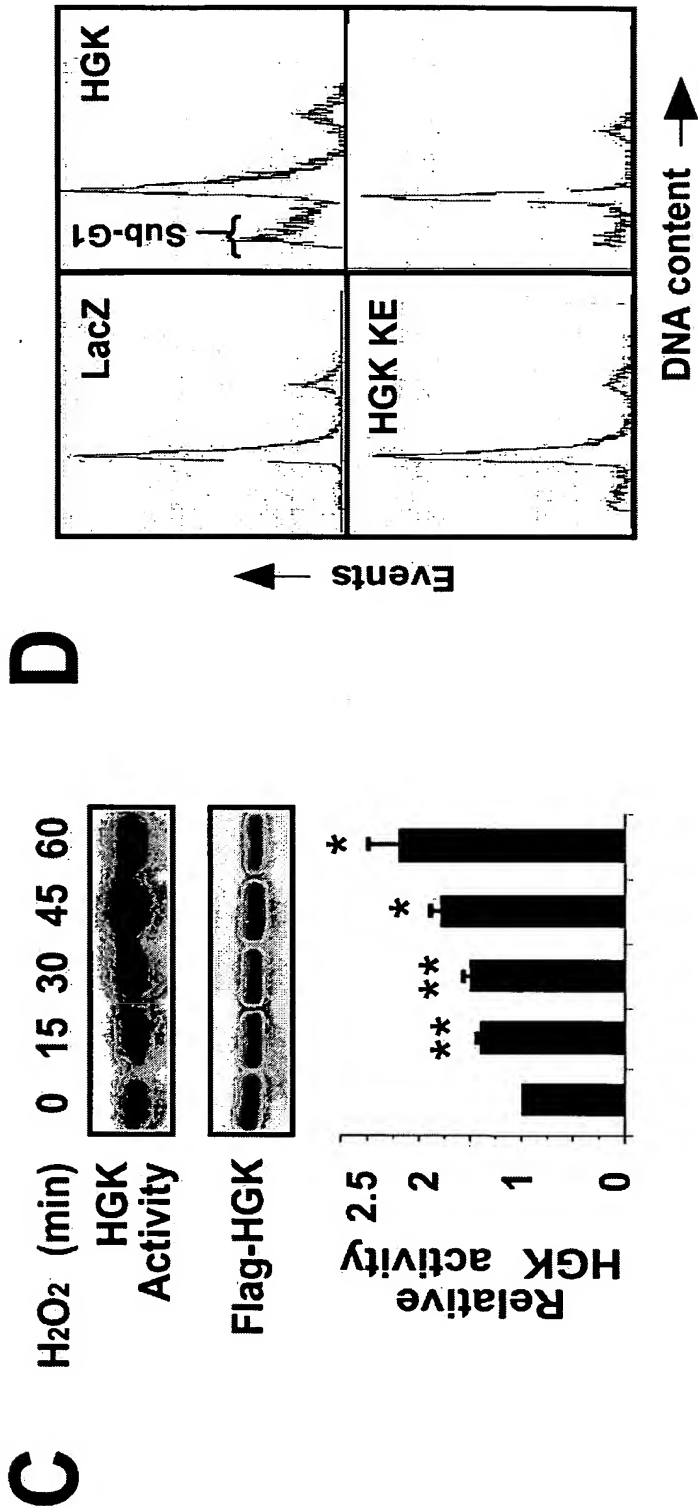 C
H2O2 (min) 0 15 30 45 60
HGK
Activity
Flag-HGK
Relative
HGK activity
2.5
2
1
0
**
**
*
*
D
Events
LacZ
HGK
Sub-G1
HGK KE
DNA content